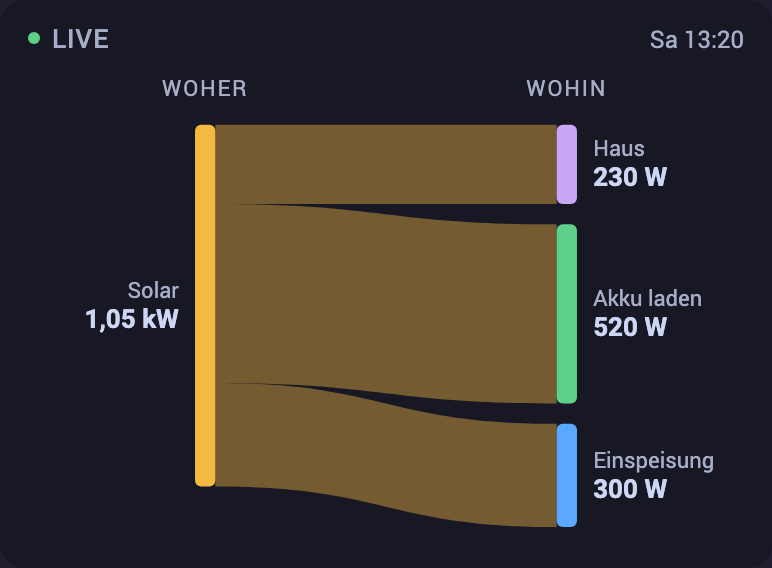 LIVE
Sa 13:20
WOHER
WOHIN
Haus
230 W
Solar
1,05 kW
Akku laden
520 W
Einspeisung
300 W